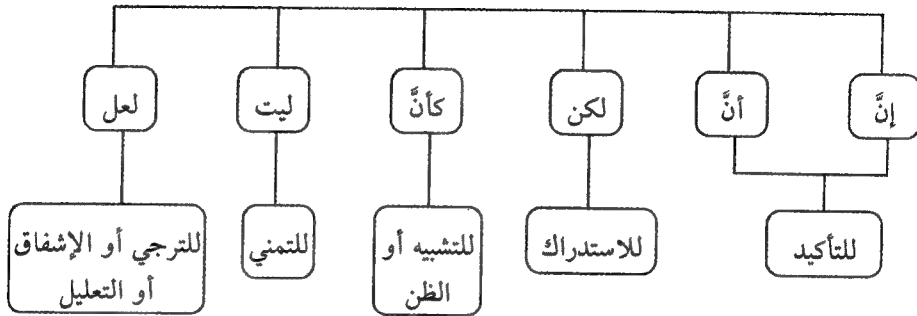 إنَّ
أنَّ
لكن
كأنَّ
ليت
لعل
للتأكيد
للاستدراك
للتشبيه أو
الظن
للتمني
للترجي أو الإشفاق
أو التعليل